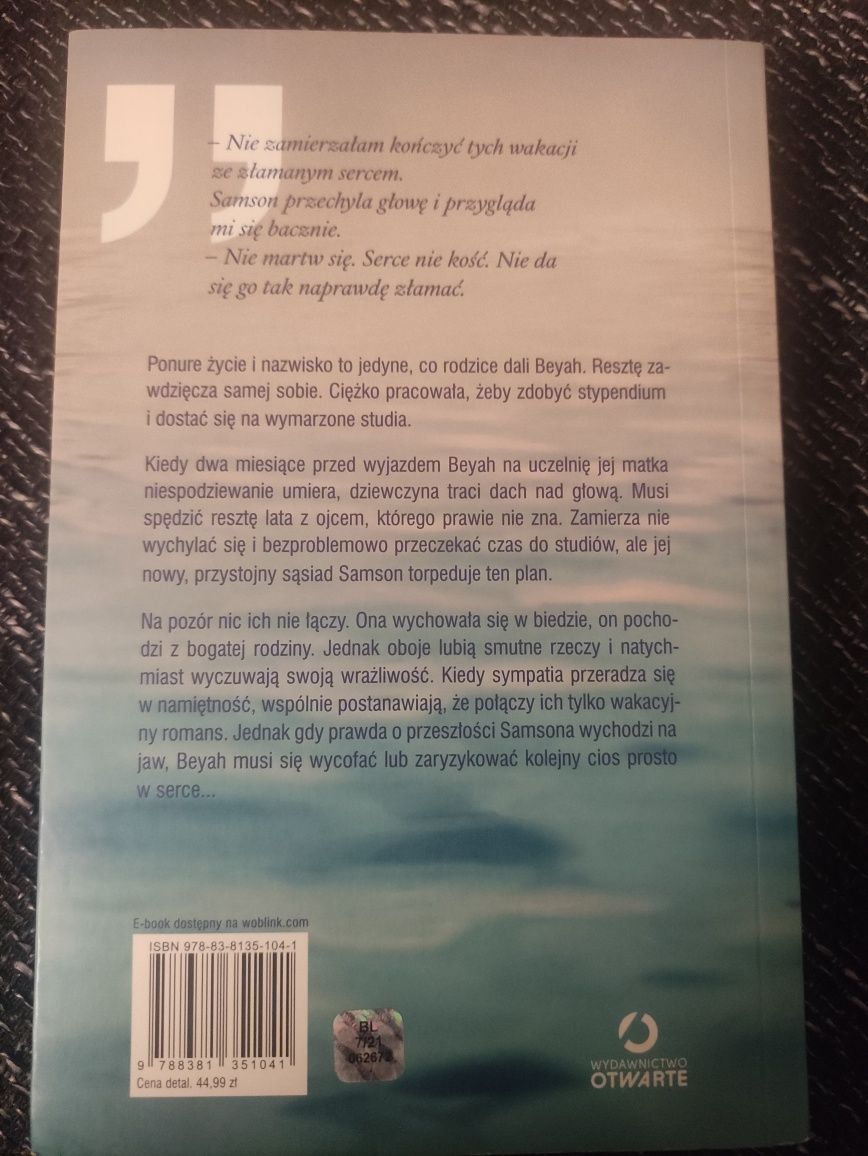 – Nie zamierzałam kończyć tych wakacji
ze złamanym sercem.
Samson przechyla głowę i przygląda
mi się bacznie.
– Nie martw się. Serce nie kość. Nie da
się go tak naprawdę złamać.
Ponure życie i nazwisko to jedyne, co rodzice dali Beyah. Resztę za-
wdzięcza samej sobie. Ciężko pracowała, żeby zdobyć stypendium
i dostać się na wymarzone studia.
Kiedy dwa miesiące przed wyjazdem Beyah na uczelnię jej matka
niespodziewanie umiera, dziewczyna traci dach nad głową. Musi
spędzić resztę lata z ojcem, którego prawie nie zna. Zamierza nie
wychylać się i bezproblemowo przeczekać czas do studiów, ale jej
nowy, przystojny sąsiad Samson torpeduje ten plan.
Na pozór nic ich nie łączy. Ona wychowała się w biedzie, on pocho-
dzi z bogatej rodziny. Jednak oboje lubią smutne rzeczy i natych-
miast wyczuwają swoją wrażliwość. Kiedy sympatia przeradza się
w namiętność, wspólnie postanawiają, że połączy ich tylko wakacyj-
ny romans. Jednak gdy prawda o przeszłości Samsona wychodzi na
jaw, Beyah musi się wycofać lub zaryzykować kolejny cios prosto
w serce...
E-book dostępny na woblink.com
ISBN 978-83-8135-104-1
9 788381 351041
Cena detal. 44,99 zł
BL
7/21
062672
WYDAWNICTWO
OTWARTE